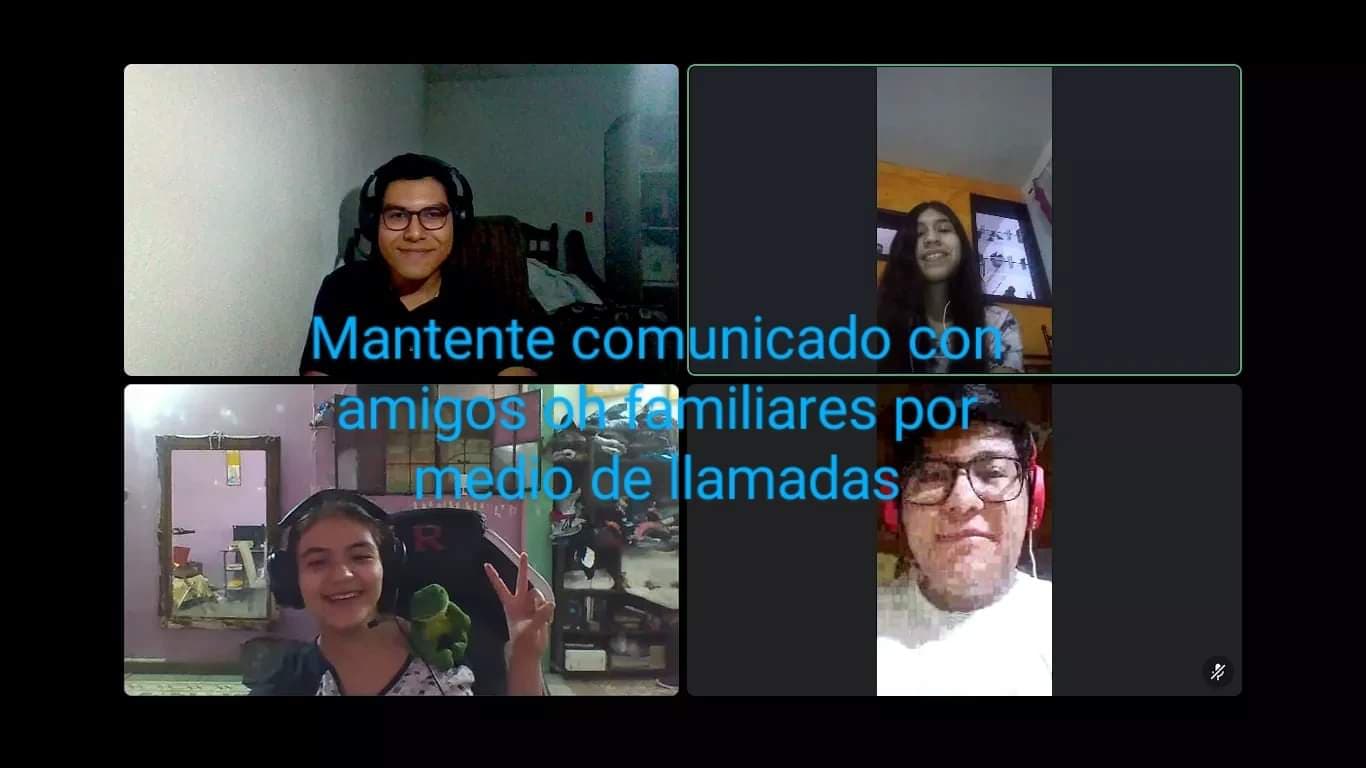 Mantente comunicado con
amigos oh familiares por
medio de llamadas
R